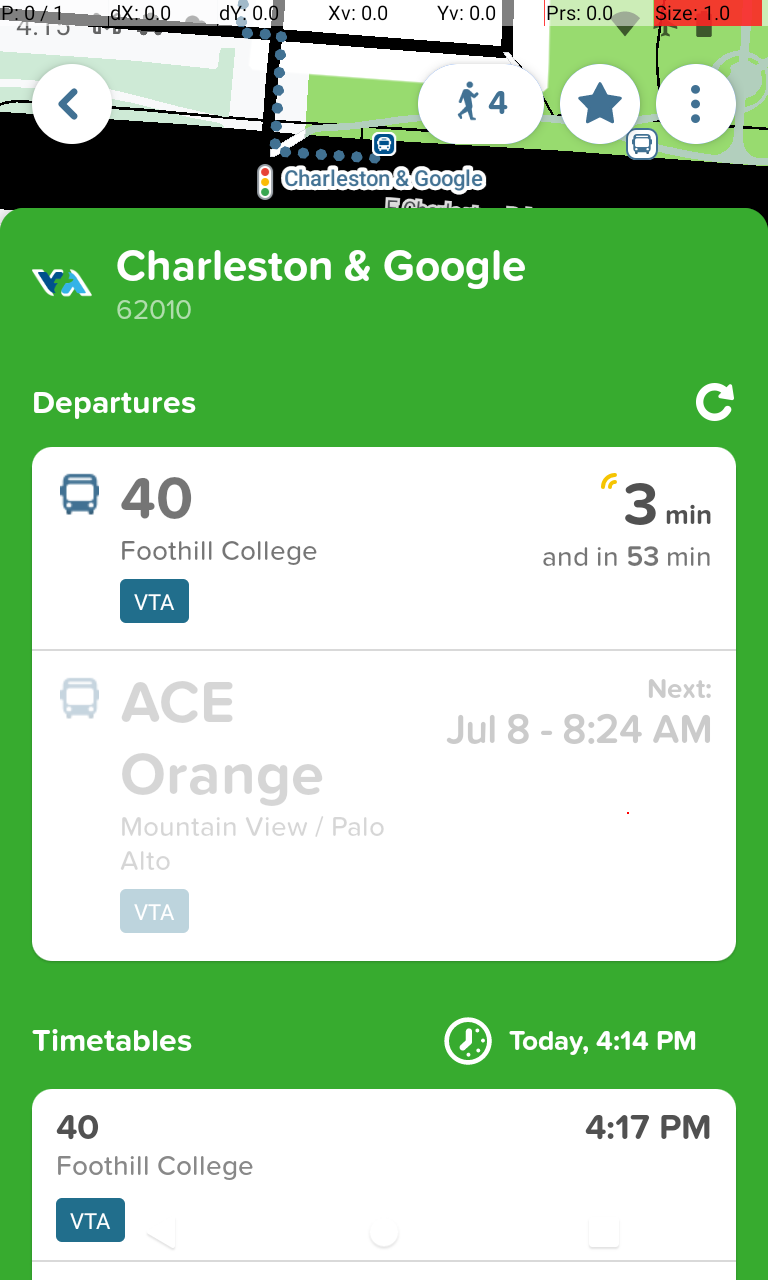 P: 0 / 1 dX: 0.0 dY: 0.0 Xv: 0.0 Yv: 0.0 Prs: 0.0 Size: 1.0
4
Charleston & Google
Charleston & Google
62010
Departures
40
3 min
Foothill College
and in 53 min
VTA
ACE
Orange
Next:
Jul 8 - 8:24 AM
Mountain View / Palo
Alto
VTA
Timetables
Today, 4:14 PM
40
4:17 PM
Foothill College
VTA